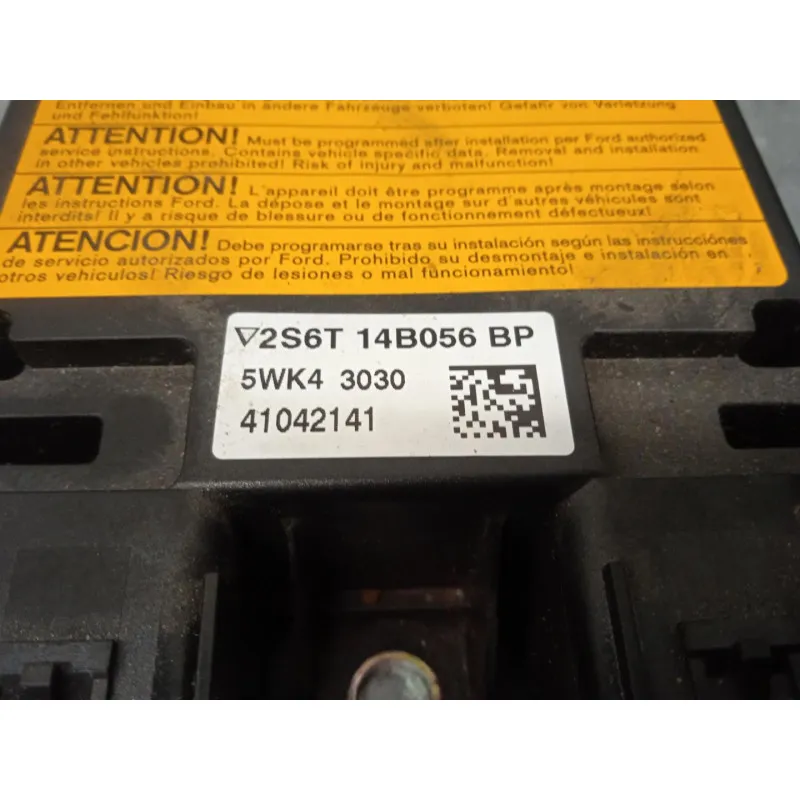 Entfernen und Einbau in andere Fahrzeuge verboten! Gefahr von Verletzung
und Fehlfunktion!
ATTENTION! Must be programmed after installation per Ford authorized
service instructions. Contains vehicle specific data. Removal and installation
in other vehicles prohibited! Risk of injury and malfunction!
ATTENTION! L'appareil doit être programme après montage selon
les instructions Ford. La dépose et le montage sur d'autres véhicules sont
interdits! Il y a risque de blessure ou de fonctionnement défectueux!
ATENCION! Debe programarse tras su instalación según las instrucciónes
de servicio autorizados por Ford. Prohibido su desmontaje e instalación en
otros vehiculos! Riesgo de lesiones o mal funcionamiento!
▽2S6T 14B056 BP
5WK4 3030
41042141